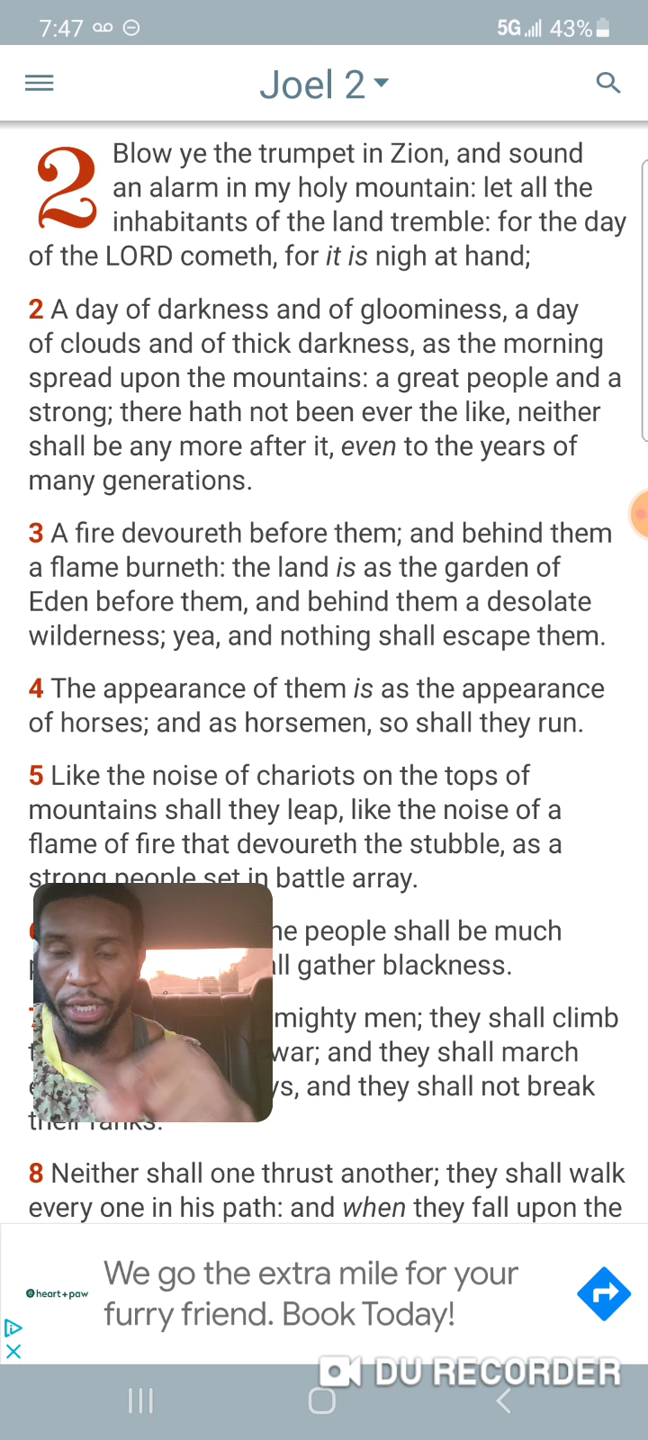 7:47
5G 43%
Joel 2
2 Blow ye the trumpet in Zion, and sound
an alarm in my holy mountain: let all the
inhabitants of the land tremble: for the day
of the LORD cometh, for it is nigh at hand;
2 A day of darkness and of gloominess, a day
of clouds and of thick darkness, as the morning
spread upon the mountains: a great people and a
strong; there hath not been ever the like, neither
shall be any more after it, even to the years of
many generations.
3 A fire devoureth before them; and behind them
a flame burneth: the land is as the garden of
Eden before them, and behind them a desolate
wilderness; yea, and nothing shall escape them.
4 The appearance of them is as the appearance
of horses; and as horsemen, so shall they run.
5 Like the noise of chariots on the tops of
mountains shall they leap, like the noise of a
flame of fire that devoureth the stubble, as a
strong people set in battle array.
people shall be much
gather blackness.
mighty men; they shall climb
war; and they shall march
and they shall not break
their ranks.
8 Neither shall one thrust another; they shall walk
every one in his path: and when they fall upon the
heart+paw
We go the extra mile for your
furry friend. Book Today!
DU RECORDER